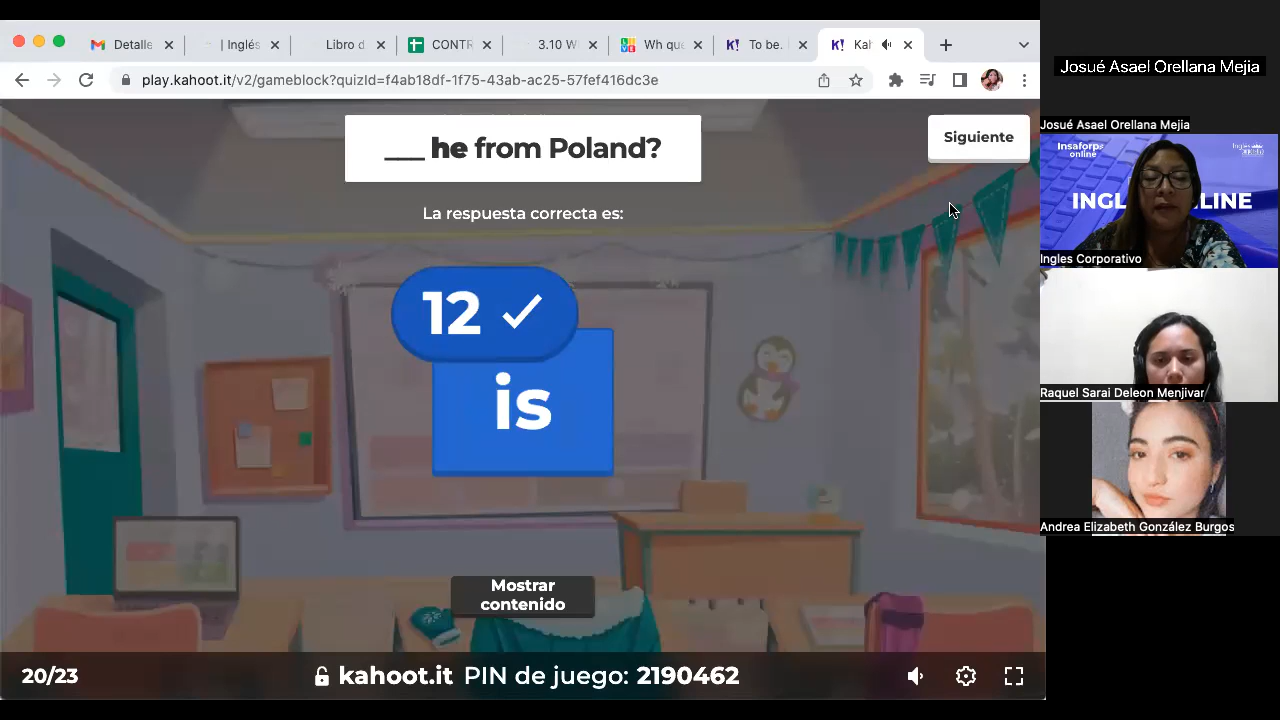 Detalle
| Inglés
Libro d
CONTR
3.10 W
Wh que
To be. I
Kah
play.kahoot.it/v2/gameblock?quizId=f4ab18df-1f75-43ab-ac25-57fef416dc3e
___ he from Poland?
Siguiente
La respuesta correcta es:
12
is
Mostrar
contenido
20/23
kahoot.it PIN de juego: 2190462
Josué Asael Orellana Mejia
Josué Asael Orellana Mejia
Insaforp
online
INGL LINE
Ingles Corporativo
Raquel Sarai Deleon Menjivar
Andrea Elizabeth González Burgos